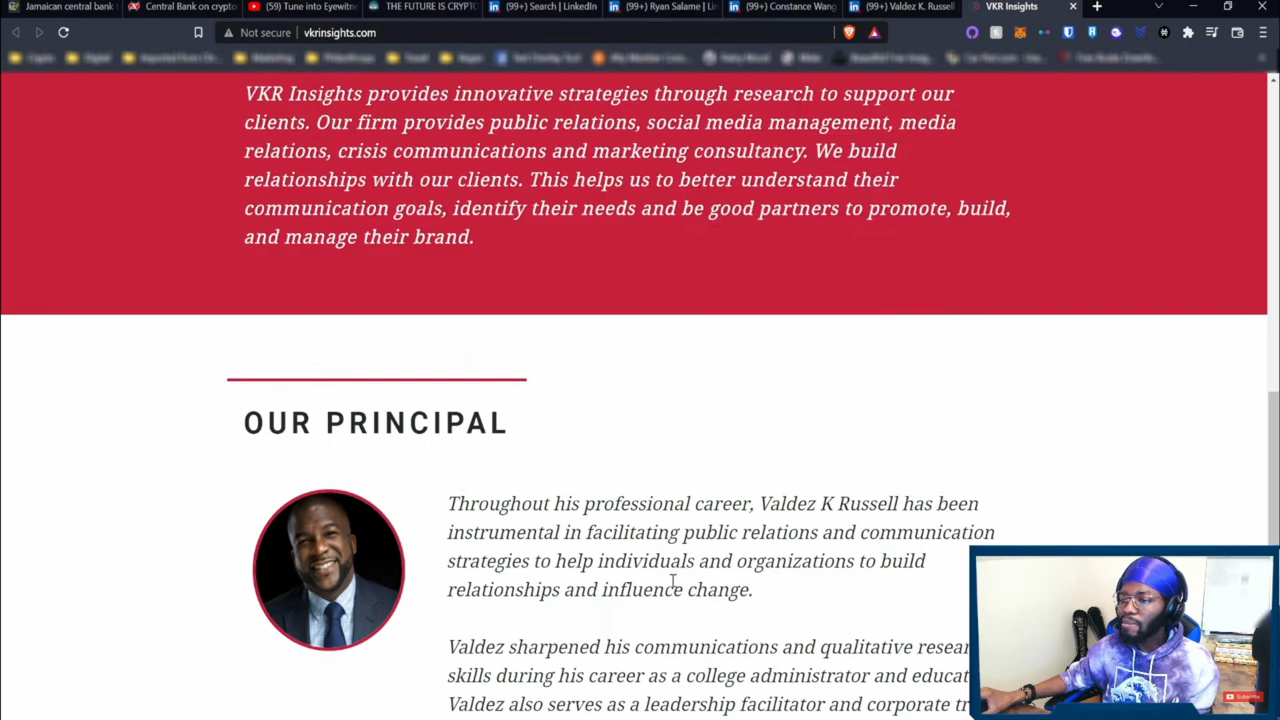 Jamaican central bank
Central Bank on crypto
(59) Tune into Eyewitne
THE FUTURE IS CRYPTC
(99+) Search | LinkedIn
(99+) Ryan Salame | Lin
(99+) Constance Wang
(99+) Valdez K. Russell
VKR Insights
Not secure
vkrinsights.com
VKR Insights provides innovative strategies through research to support our
clients. Our firm provides public relations, social media management, media
relations, crisis communications and marketing consultancy. We build
relationships with our clients. This helps us to better understand their
communication goals, identify their needs and be good partners to promote, build,
and manage their brand.
OUR PRINCIPAL
Throughout his professional career, Valdez K Russell has been
instrumental in facilitating public relations and communication
strategies to help individuals and organizations to build
relationships and influence change.
Valdez sharpened his communications and qualitative resear
skills during his career as a college administrator and educat
Valdez also serves as a leadership facilitator and corporate tr
Subscribe